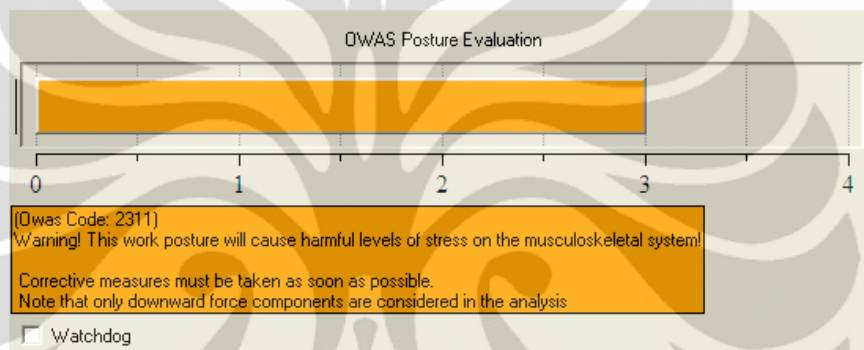 OWAS Posture Evaluation
0 1 2 3 4
(Owas Code: 2311)
Warning! This work posture will cause harmful levels of stress on the musculoskeletal system!
Corrective measures must be taken as soon as possible.
Note that only downward force components are considered in the analysis
Watchdog